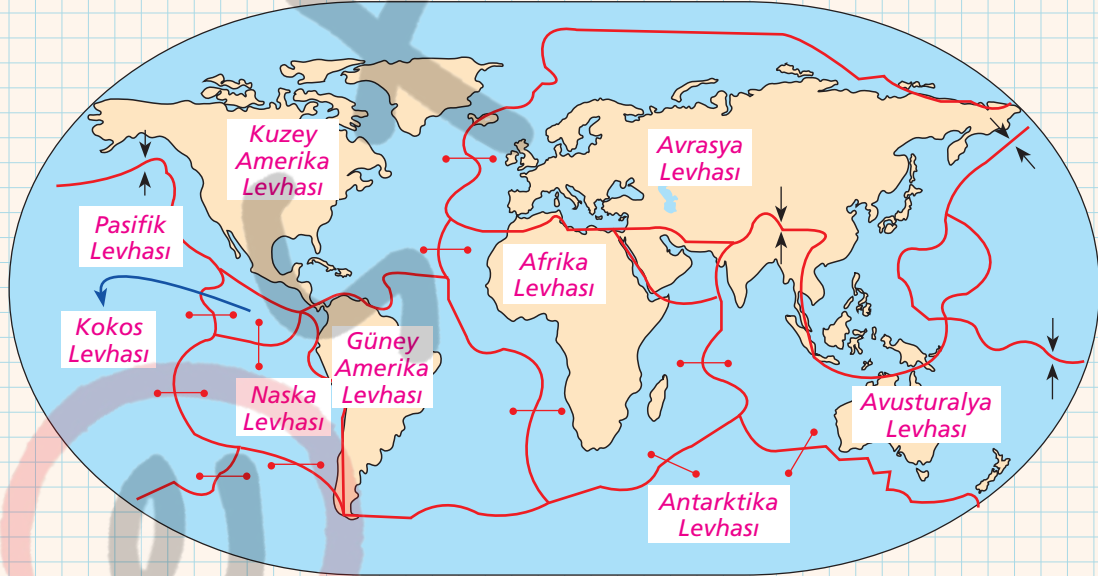 Kuzey
Amerika
Levhası
Avrasya
Levhası
Pasifik
Levhası
Afrika
Levhası
Kokos
Levhası
Güney
Amerika
Levhası
Naska
Levhası
Avusturalya
Levhası
Antarktika
Levhası